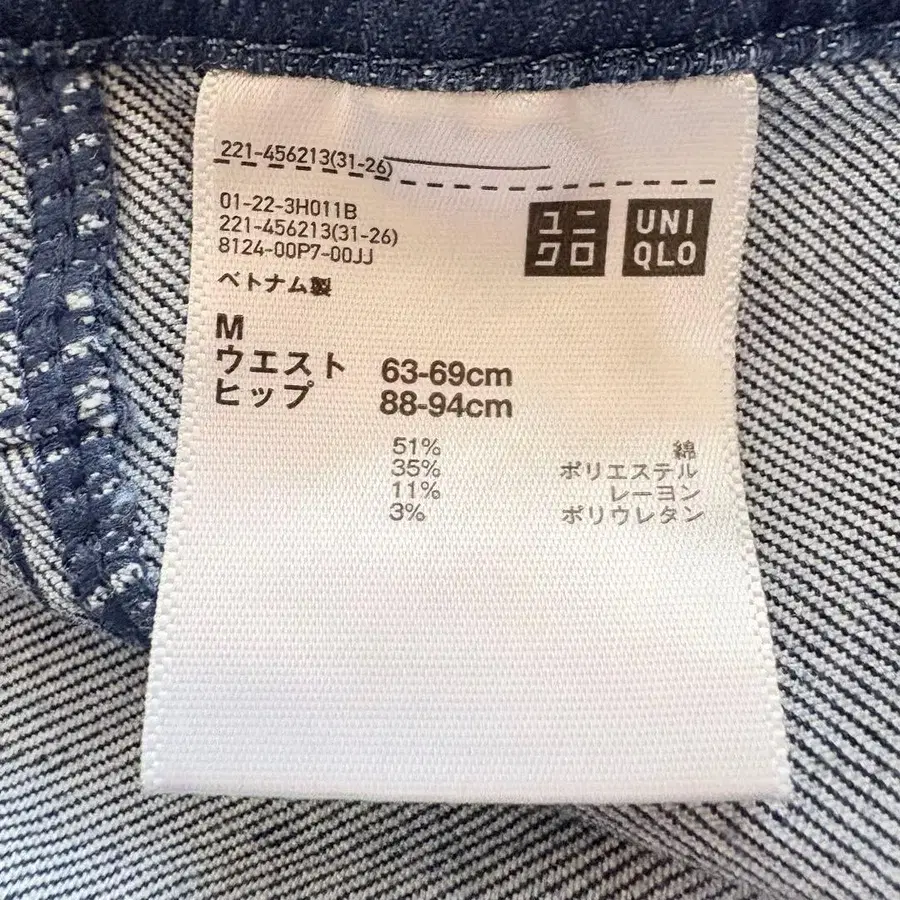 221-456213(31-26)
01-22-3H011B
221-456213(31-26)
8124-00P7-00JJ
ベトナム製
ユニ
クロ
UNI
QLO
M
ウエスト 63-69cm
ヒップ 88-94cm
51% 綿
35% ポリエステル
11% レーヨン
3% ポリウレタン